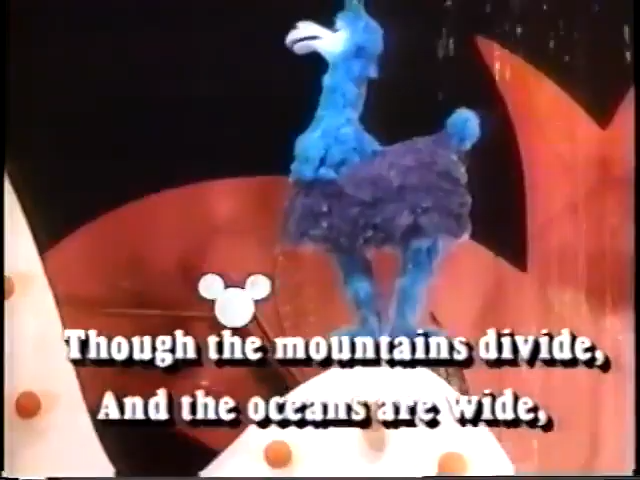 Though the mountains divide,
And the oceans are wide,